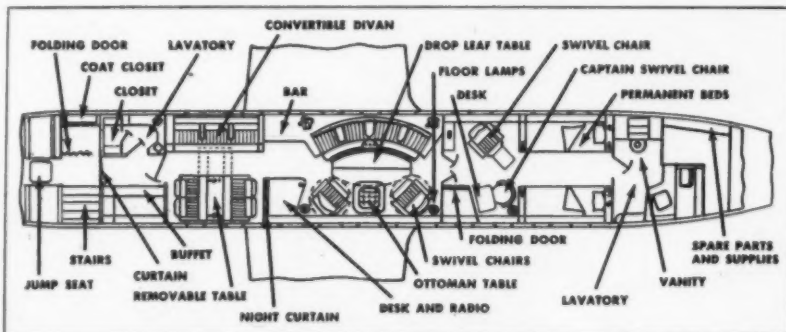 CONVERTIBLE DIVAN
FOLDING DOOR
LAVATORY
DROP LEAF TABLE
SWIVEL CHAIR
COAT CLOSET
FLOOR LAMPS
CAPTAIN SWIVEL CHAIR
CLOSET
BAR
DESK
PERMANENT BEDS
STAIRS
BUFFET
FOLDING DOOR
SPARE PARTS
AND SUPPLIES
CURTAIN
SWIVEL CHAIRS
VANITY
JUMP SEAT
REMOVABLE TABLE
OTTOMAN TABLE
LAVATORY
NIGHT CURTAIN
DESK AND RADIO